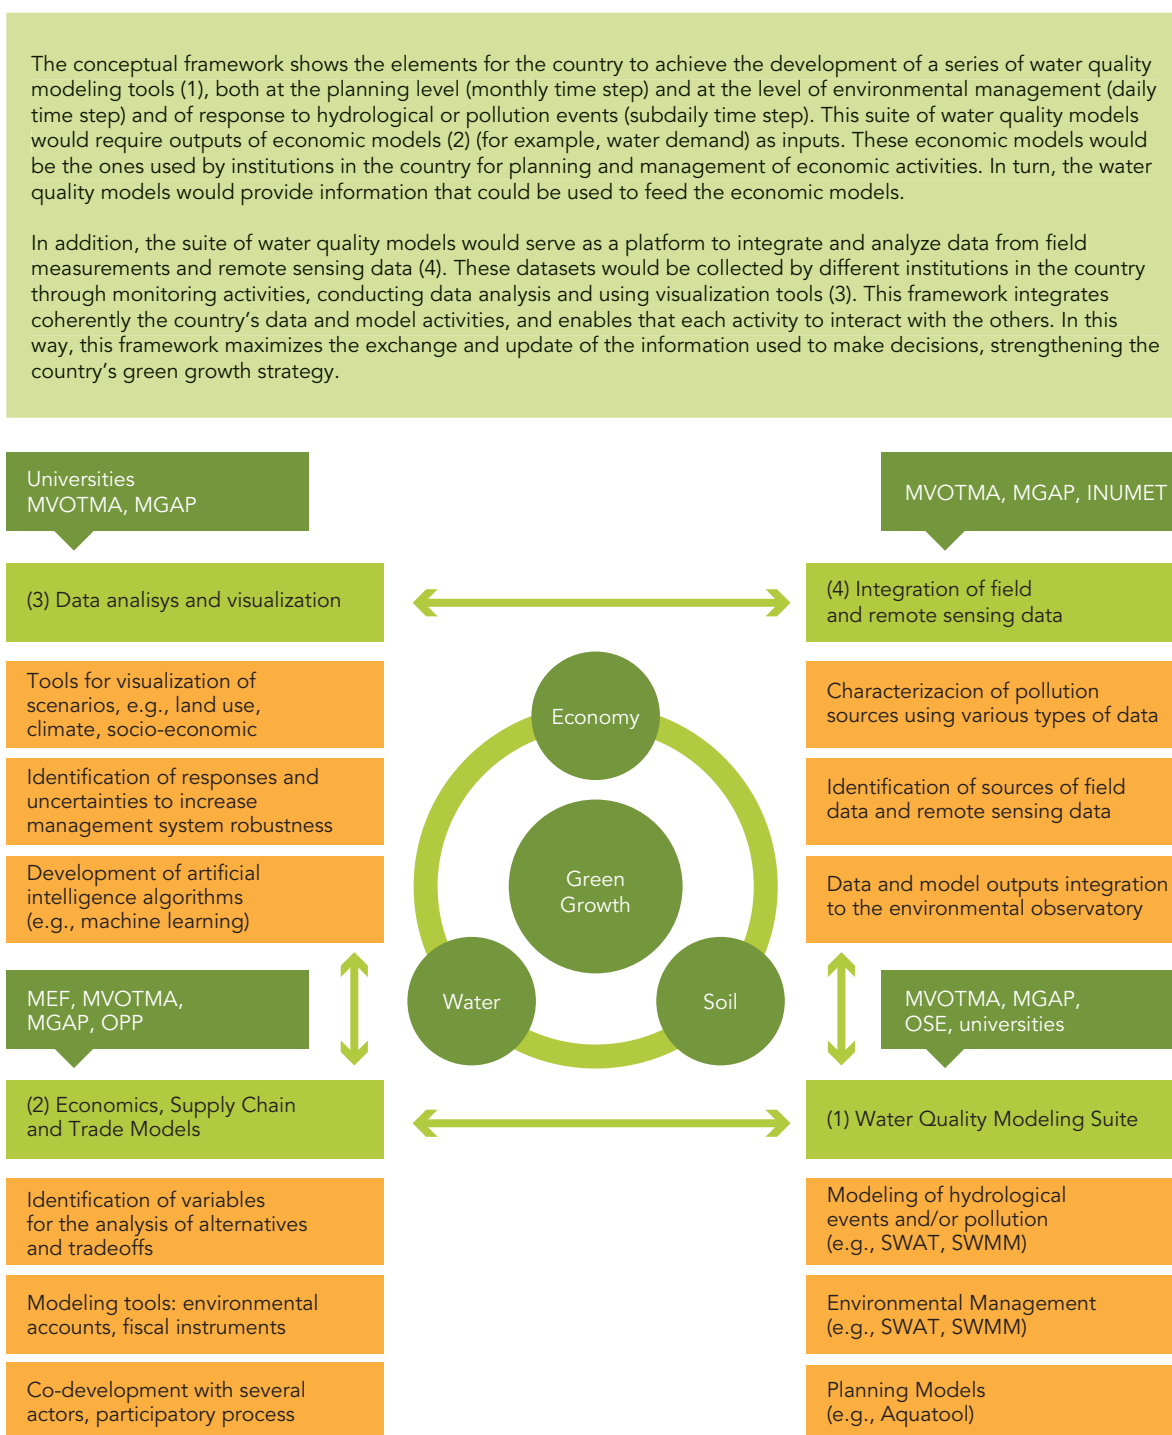 The conceptual framework shows the elements for the country to achieve the development of a series of water quality
modeling tools (1), both at the planning level (monthly time step) and at the level of environmental management (daily
time step) and of response to hydrological or pollution events (subdaily time step). This suite of water quality models
would require outputs of economic models (2) (for example, water demand) as inputs. These economic models would
be the ones used by institutions in the country for planning and management of economic activities. In turn, the water
quality models would provide information that could be used to feed the economic models.
In addition, the suite of water quality models would serve as a platform to integrate and analyze data from field
measurements and remote sensing data (4). These datasets would be collected by different institutions in the country
through monitoring activities, conducting data analysis and using visualization tools (3). This framework integrates
coherently the country's data and model activities, and enables that each activity to interact with the others. In this
way, this framework maximizes the exchange and update of the information used to make decisions, strengthening the
country's green growth strategy.
Universities
MVOTMA, MGAP
MVOTMA, MGAP, INUMET
(3) Data analisys and visualization
(4) Integration of field
and remote sensing data
Tools for visualization of
scenarios, e.g., land use,
climate, socio-economic
Identification of responses and
uncertainties to increase
management system robustness
Development of artificial
intelligence algorithms
(e.g., machine learning)
Economy
Green
Growth
Water
Soil
Characterizacion of pollution
sources using various types of data
Identification of sources of field
data and remote sensing data
Data and model outputs integration
to the environmental observatory
MEF, MVOTMA,
MGAP, OPP
MVOTMA, MGAP,
OSE, universities
(2) Economics, Supply Chain
and Trade Models
(1) Water Quality Modeling Suite
Identification of variables
for the analysis of alternatives
and tradeoffs
Modeling tools: environmental
accounts, fiscal instruments
Co-development with several
actors, participatory process
Modeling of hydrological
events and/or pollution
(e.g., SWAT, SWMM)
Environmental Management
(e.g., SWAT, SWMM)
Planning Models
(e.g., Aquatool)